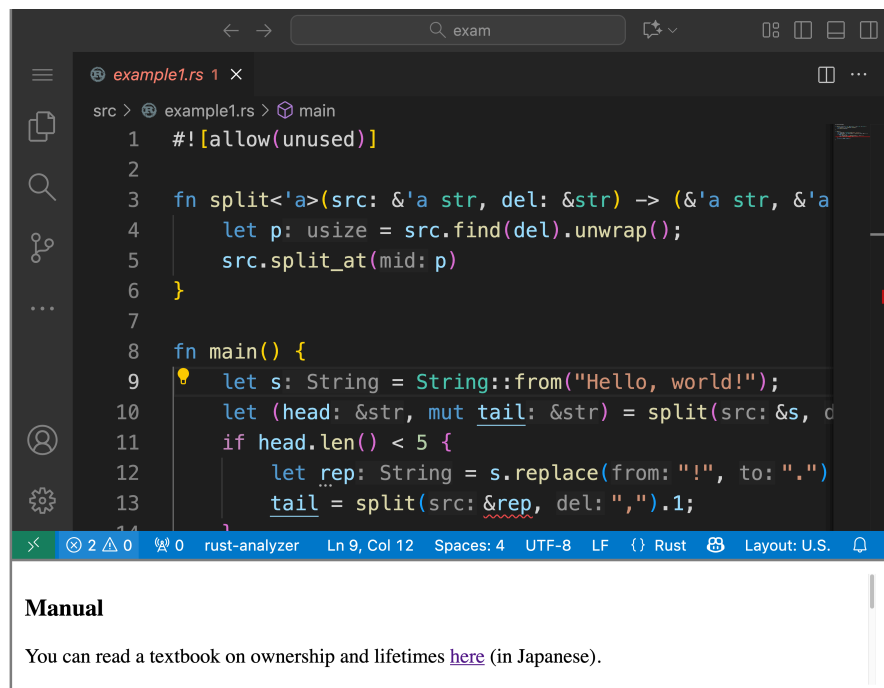 exam
example1.rs 1
src > example1.rs > main
1 #![allow(unused)]
2
3 fn split<'a>(src: &'a str, del: &str) -> (&'a str, &'a
4 let p: usize = src.find(del).unwrap();
5 src.split_at(mid: p)
6 }
7
8 fn main() {
9 let s: String = String::from("Hello, world!");
10 let (head: &str, mut tail: &str) = split(src: &s, d
11 if head.len() < 5 {
12 let rep: String = s.replace(from: "!", to: ".")
13 tail = split(src: &rep, del: ",").1;
14 }
2 0 0 rust-analyzer Ln 9, Col 12 Spaces: 4 UTF-8 LF {} Rust Layout: U.S.
Manual
You can read a textbook on ownership and lifetimes here (in Japanese).